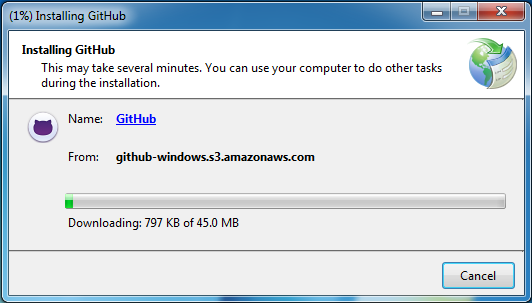 (1%) Installing GitHub
Installing GitHub
This may take several minutes. You can use your computer to do other tasks
during the installation.
Name: GitHub
From: github-windows.s3.amazonaws.com
Downloading: 797 KB of 45.0 MB
Cancel